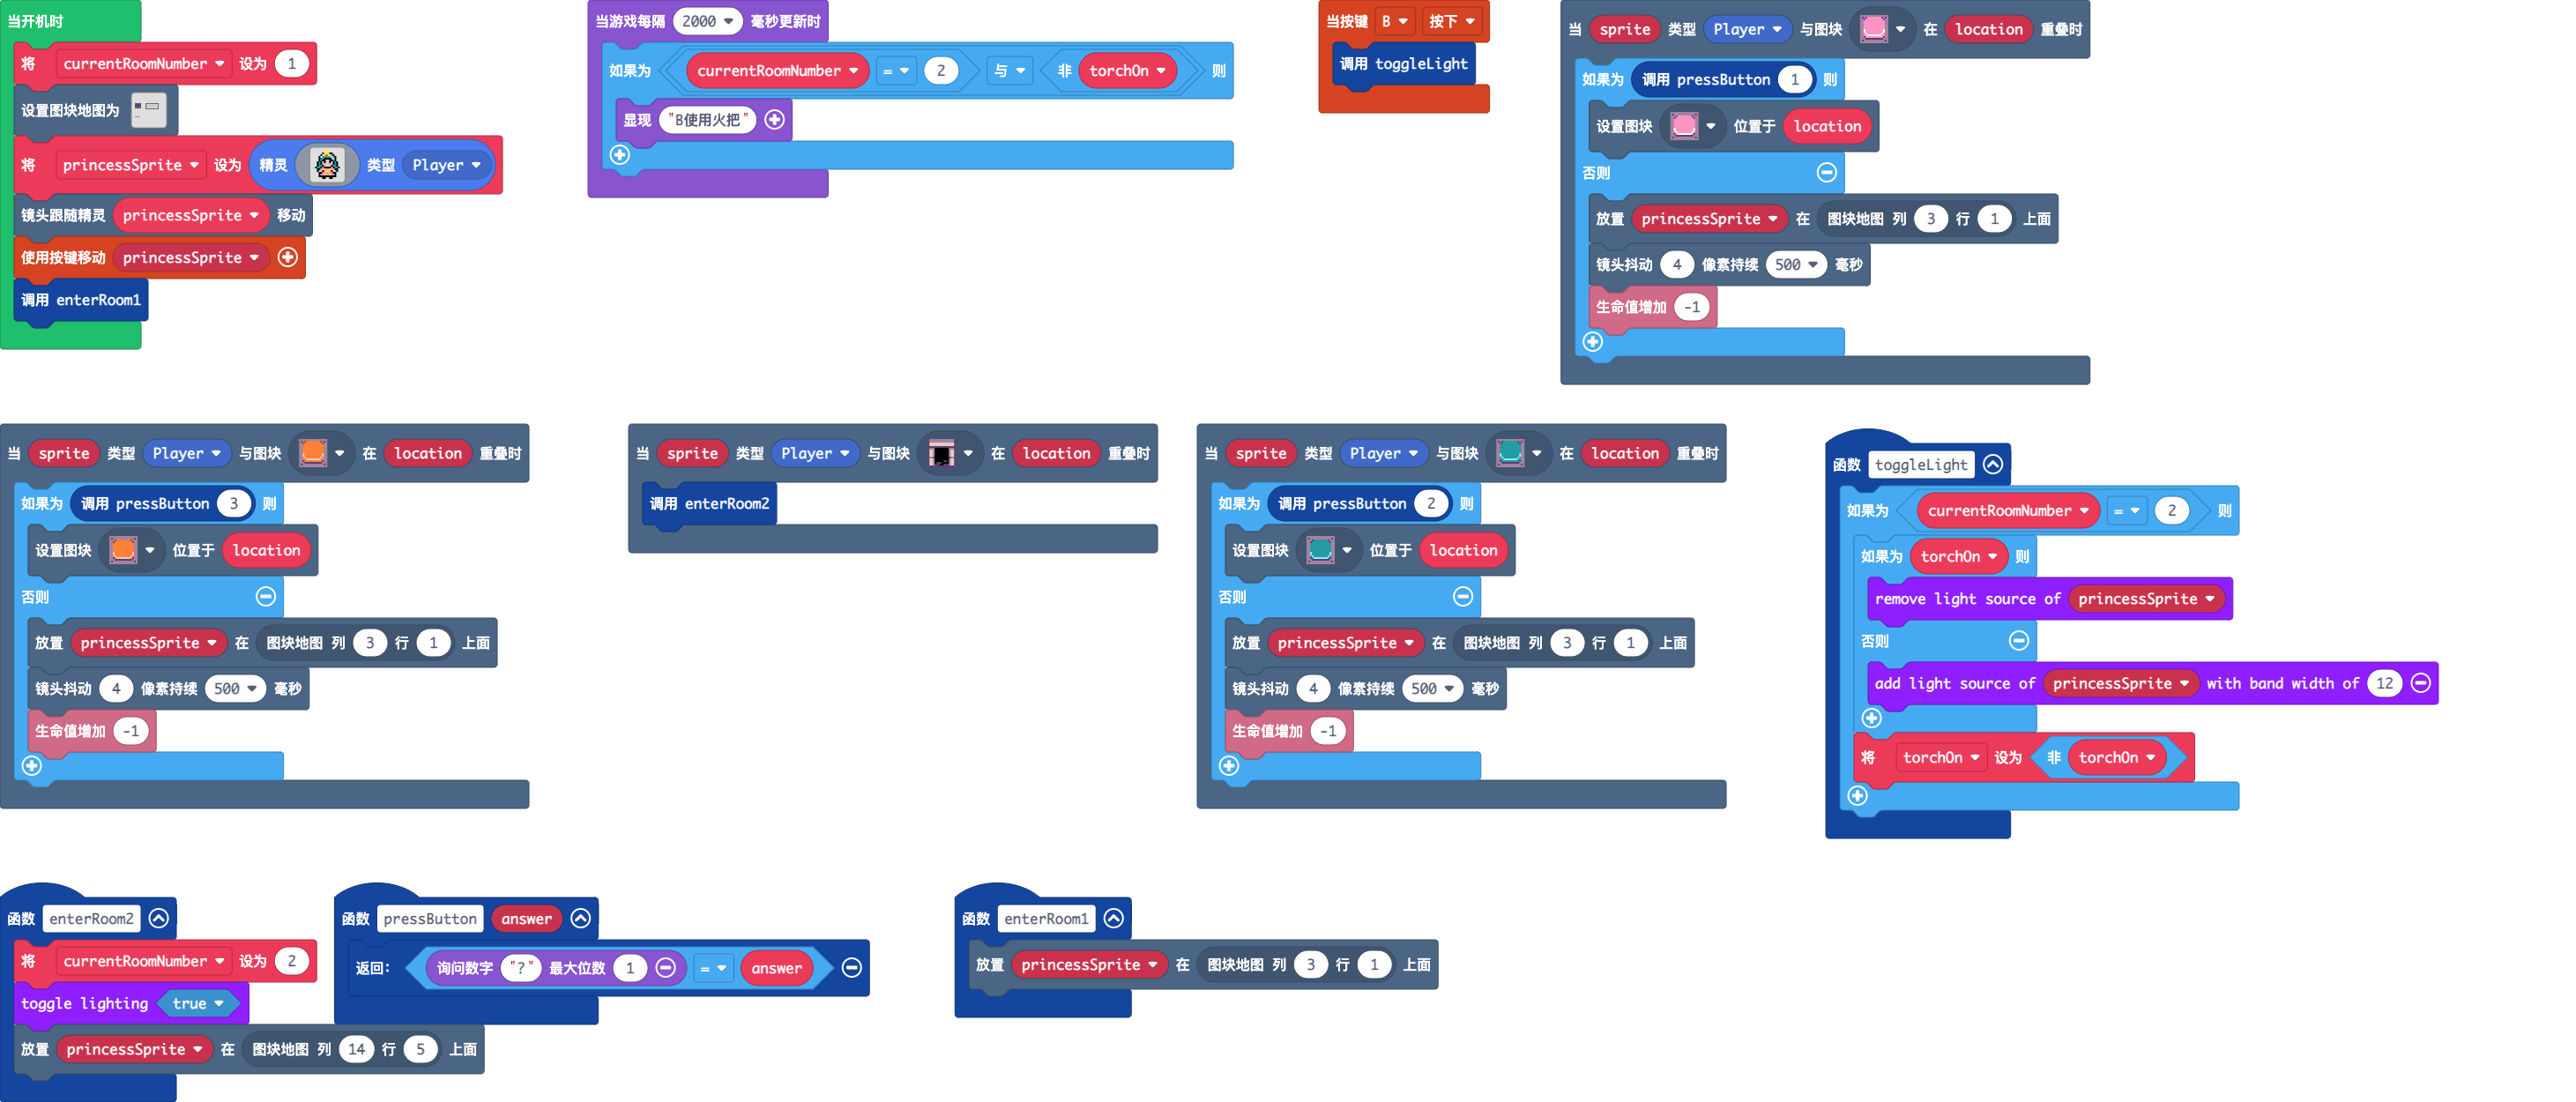 当开机时
将 currentRoomNumber 设为 1
设置图块地图为
将 princessSprite 设为 精灵 类型 Player
镜头跟随精灵 princessSprite 移动
使用按键移动 princessSprite
调用 enterRoom1
当游戏每隔 2000 毫秒更新时
如果为 currentRoomNumber = 2 与 非 torchOn 则
显现 "B使用火把"
当按键 B 按下
调用 toggleLight
当 sprite 类型 Player 与图块 在 location 重叠时
如果为 调用 pressButton 1 则
设置图块 位置于 location
否则
放置 princessSprite 在 图块地图 列 3 行 1 上面
镜头抖动 4 像素持续 500 毫秒
生命值增加 -1
当 sprite 类型 Player 与图块 在 location 重叠时
如果为 调用 pressButton 3 则
设置图块 位置于 location
否则
放置 princessSprite 在 图块地图 列 3 行 1 上面
镜头抖动 4 像素持续 500 毫秒
生命值增加 -1
当 sprite 类型 Player 与图块 在 location 重叠时
调用 enterRoom2
当 sprite 类型 Player 与图块 在 location 重叠时
如果为 调用 pressButton 2 则
设置图块 位置于 location
否则
放置 princessSprite 在 图块地图 列 3 行 1 上面
镜头抖动 4 像素持续 500 毫秒
生命值增加 -1
函数 toggleLight
如果为 currentRoomNumber = 2 则
如果为 torchOn 则
remove light source of princessSprite
否则
add light source of princessSprite with band width of 12
将 torchOn 设为 非 torchOn
函数 enterRoom2
将 currentRoomNumber 设为 2
toggle lighting true
放置 princessSprite 在 图块地图 列 14 行 5 上面
函数 pressButton answer
返回： 询问数字 "?" 最大位数 1 = answer
函数 enterRoom1
放置 princessSprite 在 图块地图 列 3 行 1 上面